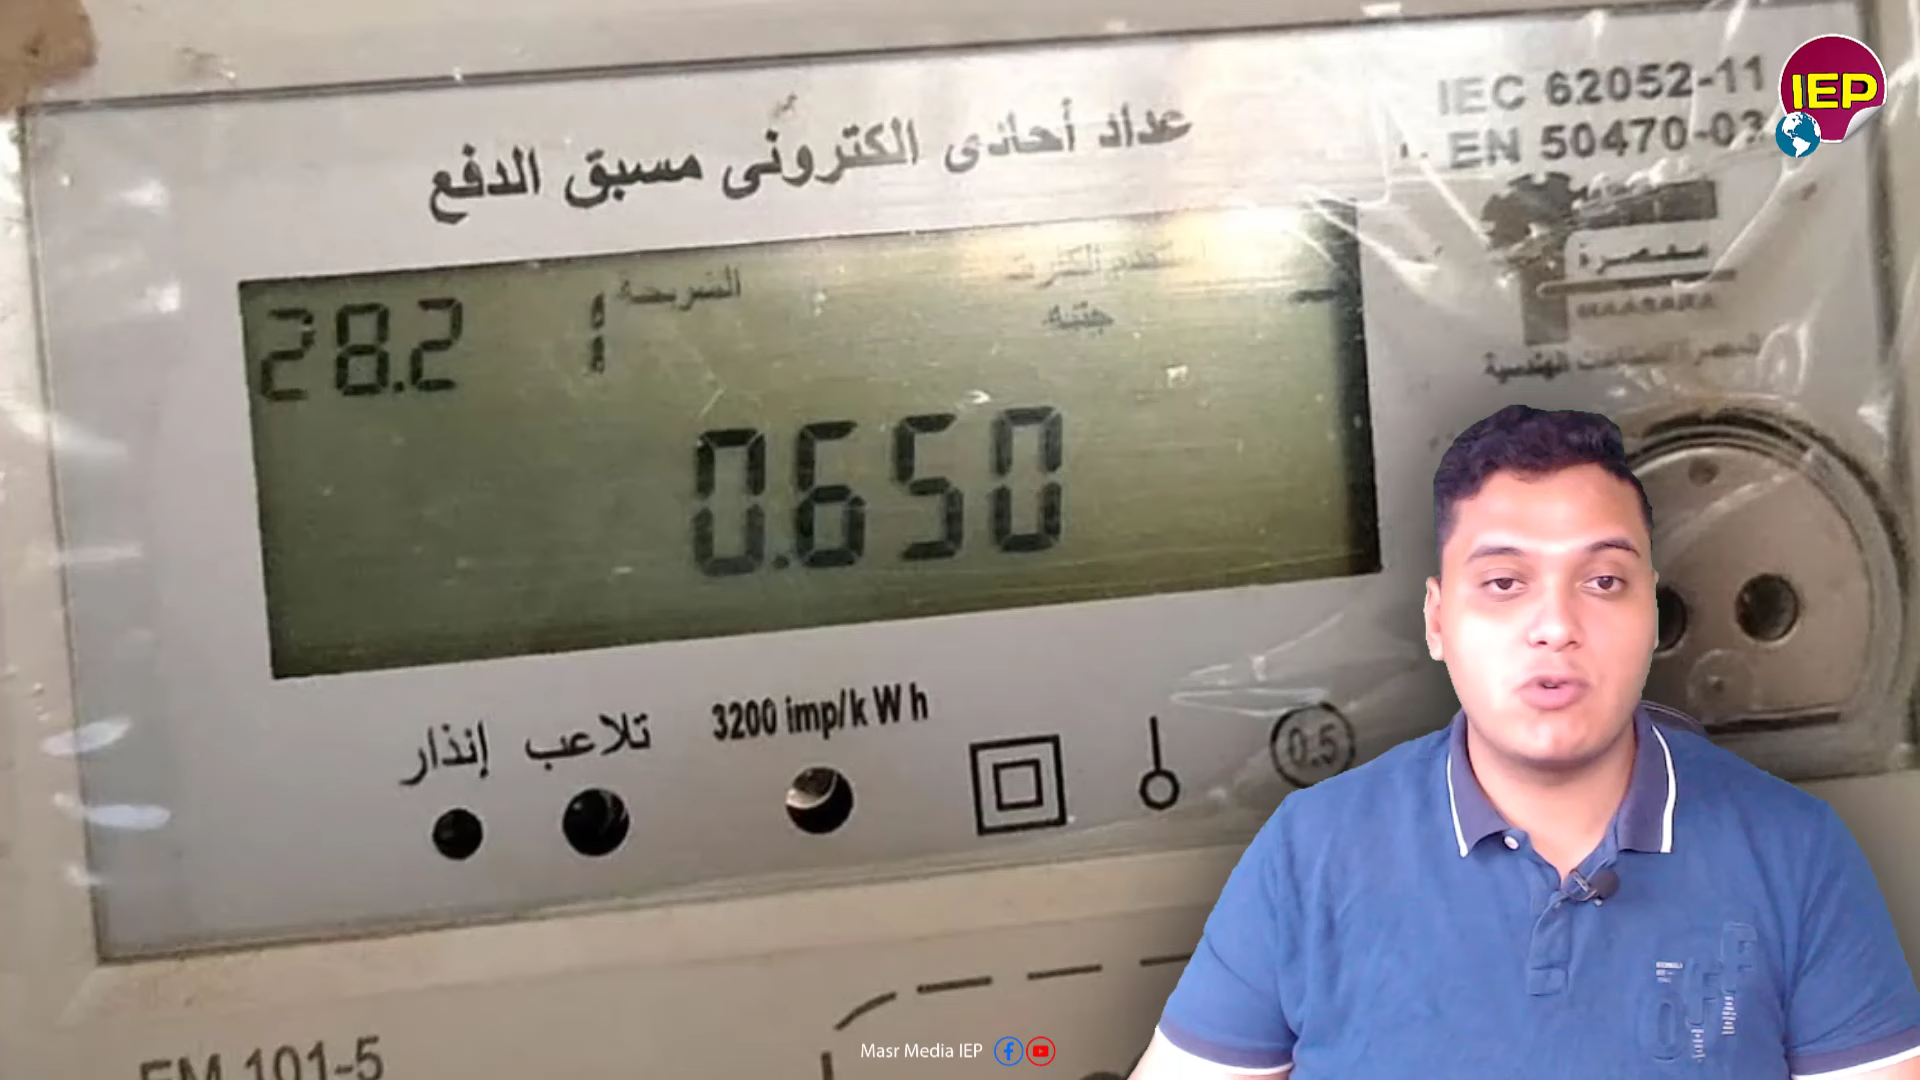 IEC 62052-11
IEP
عداد أحادى الكترونى مسبق الدفع
EN 50470-03
28.2 1 الشريحة
جنيه
معصرة
MAASARA
0.650
3200 imp/kWh
إنذار تلاعب
0.5
EM 101-5
Masr Media IEP